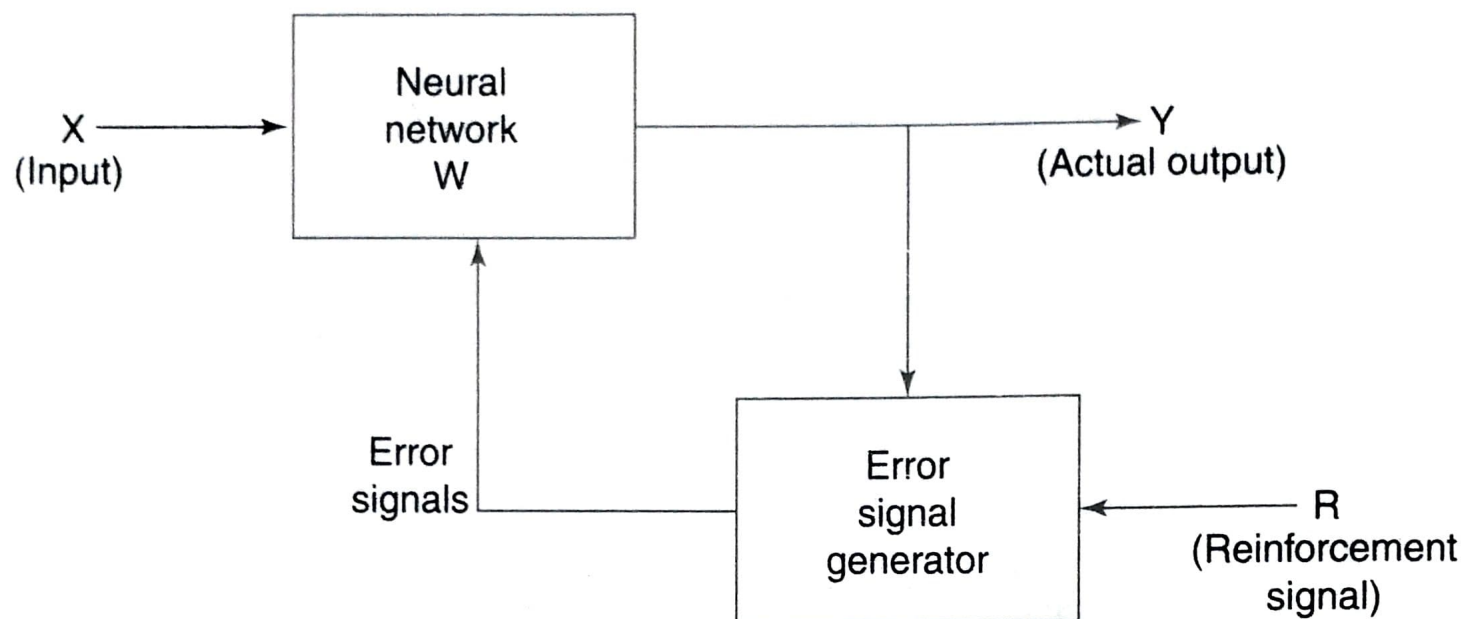 Neural
network
W
X
(Input)
Y
(Actual output)
Error
signals
Error
signal
generator
R
(Reinforcement
signal)